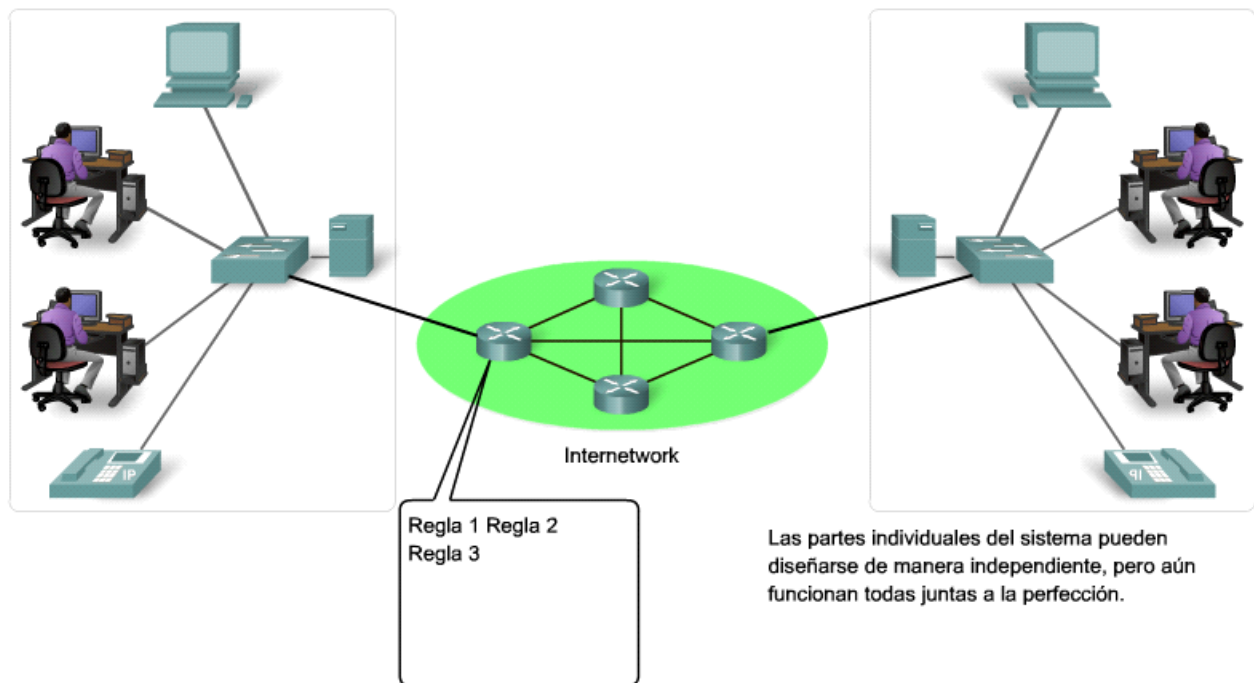 IP
IP
Internetwork
Regla 1 Regla 2
Regla 3
Las partes individuales del sistema pueden
diseñarse de manera independiente, pero aún
funcionan todas juntas a la perfección.